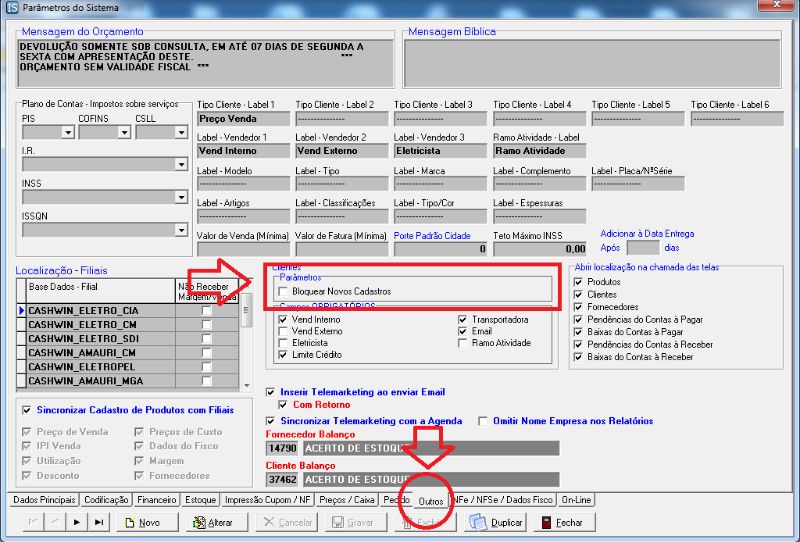 Parâmetros do Sistema
Mensagem do Orçamento
Mensagem Bíblica
DEVOLUÇÃO SOMENTE SOB CONSULTA, EM ATÉ 07 DIAS DE SEGUNDA A
SEXTA COM APRESENTAÇÃO DESTE. ***
ORÇAMENTO SEM VALIDADE FISCAL ***
Plano de Contas - Impostos sobre serviços
PIS COFINS CSLL
I.R.
INSS
ISSQN
Tipo Cliente - Label 1 Tipo Cliente - Label 2 Tipo Cliente - Label 3 Tipo Cliente - Label 4 Tipo Cliente - Label 5 Tipo Cliente - Label 6
Preço Venda --------------- --------------- --------------- --------------- ---------------
Label - Vendedor 1 Label - Vendedor 2 Label - Vendedor 3 Ramo Atividade - Label
Vend Interno Vend Externo Eletricista Ramo Atividade
Label - Modelo Label - Tipo Label - Marca Label - Complemento Label - Placa/NºSérie
--------------- --------------- --------------- --------------- ---------------
Label - Artigos Label - Classificações Label - Tipo/Cor Label - Espessuras
--------------- --------------- --------------- ---------------
Valor de Venda (Mínima) Valor de Fatura (Mínima) Porte Padrão Cidade Teto Máximo INSS
0 0,00
Adicionar à Data Entrega
Após dias
Localização - Filiais
Base Dados - Filial Não Receber
Margem/Venda
CASHWIN_ELETRO_CIA
CASHWIN_ELETRO_CM
CASHWIN_ELETRO_SDI
CASHWIN_AMAURI_CM
CASHWIN_ELETROPEL
CASHWIN_AMAURI_MGA
Clientes
Parâmetros
Bloquear Novos Cadastros
Campos OBRIGATÓRIOS
Vend Interno Transportadora
Vend Externo Email
Eletricista Ramo Atividade
Limite Crédito
Abrir localização na chamada das telas
Produtos
Clientes
Fornecedores
Pendências do Contas à Pagar
Baixas do Contas à Pagar
Pendências do Contas à Receber
Baixas do Contas à Receber
Sincronizar Cadastro de Produtos com Filiais
Preço de Venda Preços de Custo
IPI Venda Dados do Fisco
Utilização Margem
Desconto Fornecedores
Inserir Telemarketing ao enviar Email
Com Retorno
Sincronizar Telemarketing com a Agenda Omitir Nome Empresa nos Relatórios
Fornecedor Balanço
14790 ACERTO DE ESTOQUE
Cliente Balanço
37462 ACERTO DE ESTOQUE
Dados Principais Codificação Financeiro Estoque Impressão Cupom / NF Preços / Caixa Pedido Outros NFe / NFSe / Dados Fisco On-Line
Novo Alterar Cancelar Gravar Excluir Duplicar Fechar